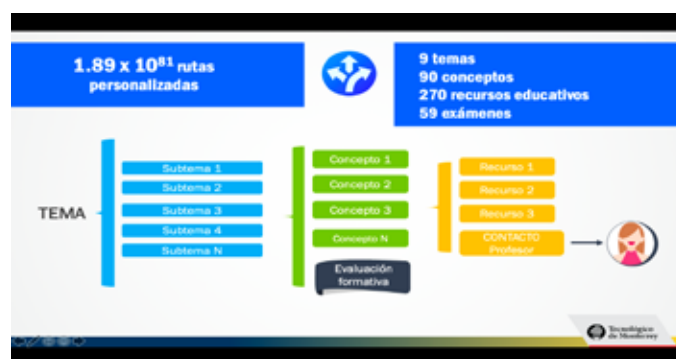 1.89 x 10⁸¹ rutas
personalizadas
9 temas
90 conceptos
270 recursos educativos
59 exámenes
TEMA
Subtema 1
Subtema 2
Subtema 3
Subtema 4
Subtema N
Concepto 1
Concepto 2
Concepto 3
Concepto N
Evaluación
formativa
Recurso 1
Recurso 2
Recurso 3
CONTACTO
Profesor
Tecnológico
de Monterrey